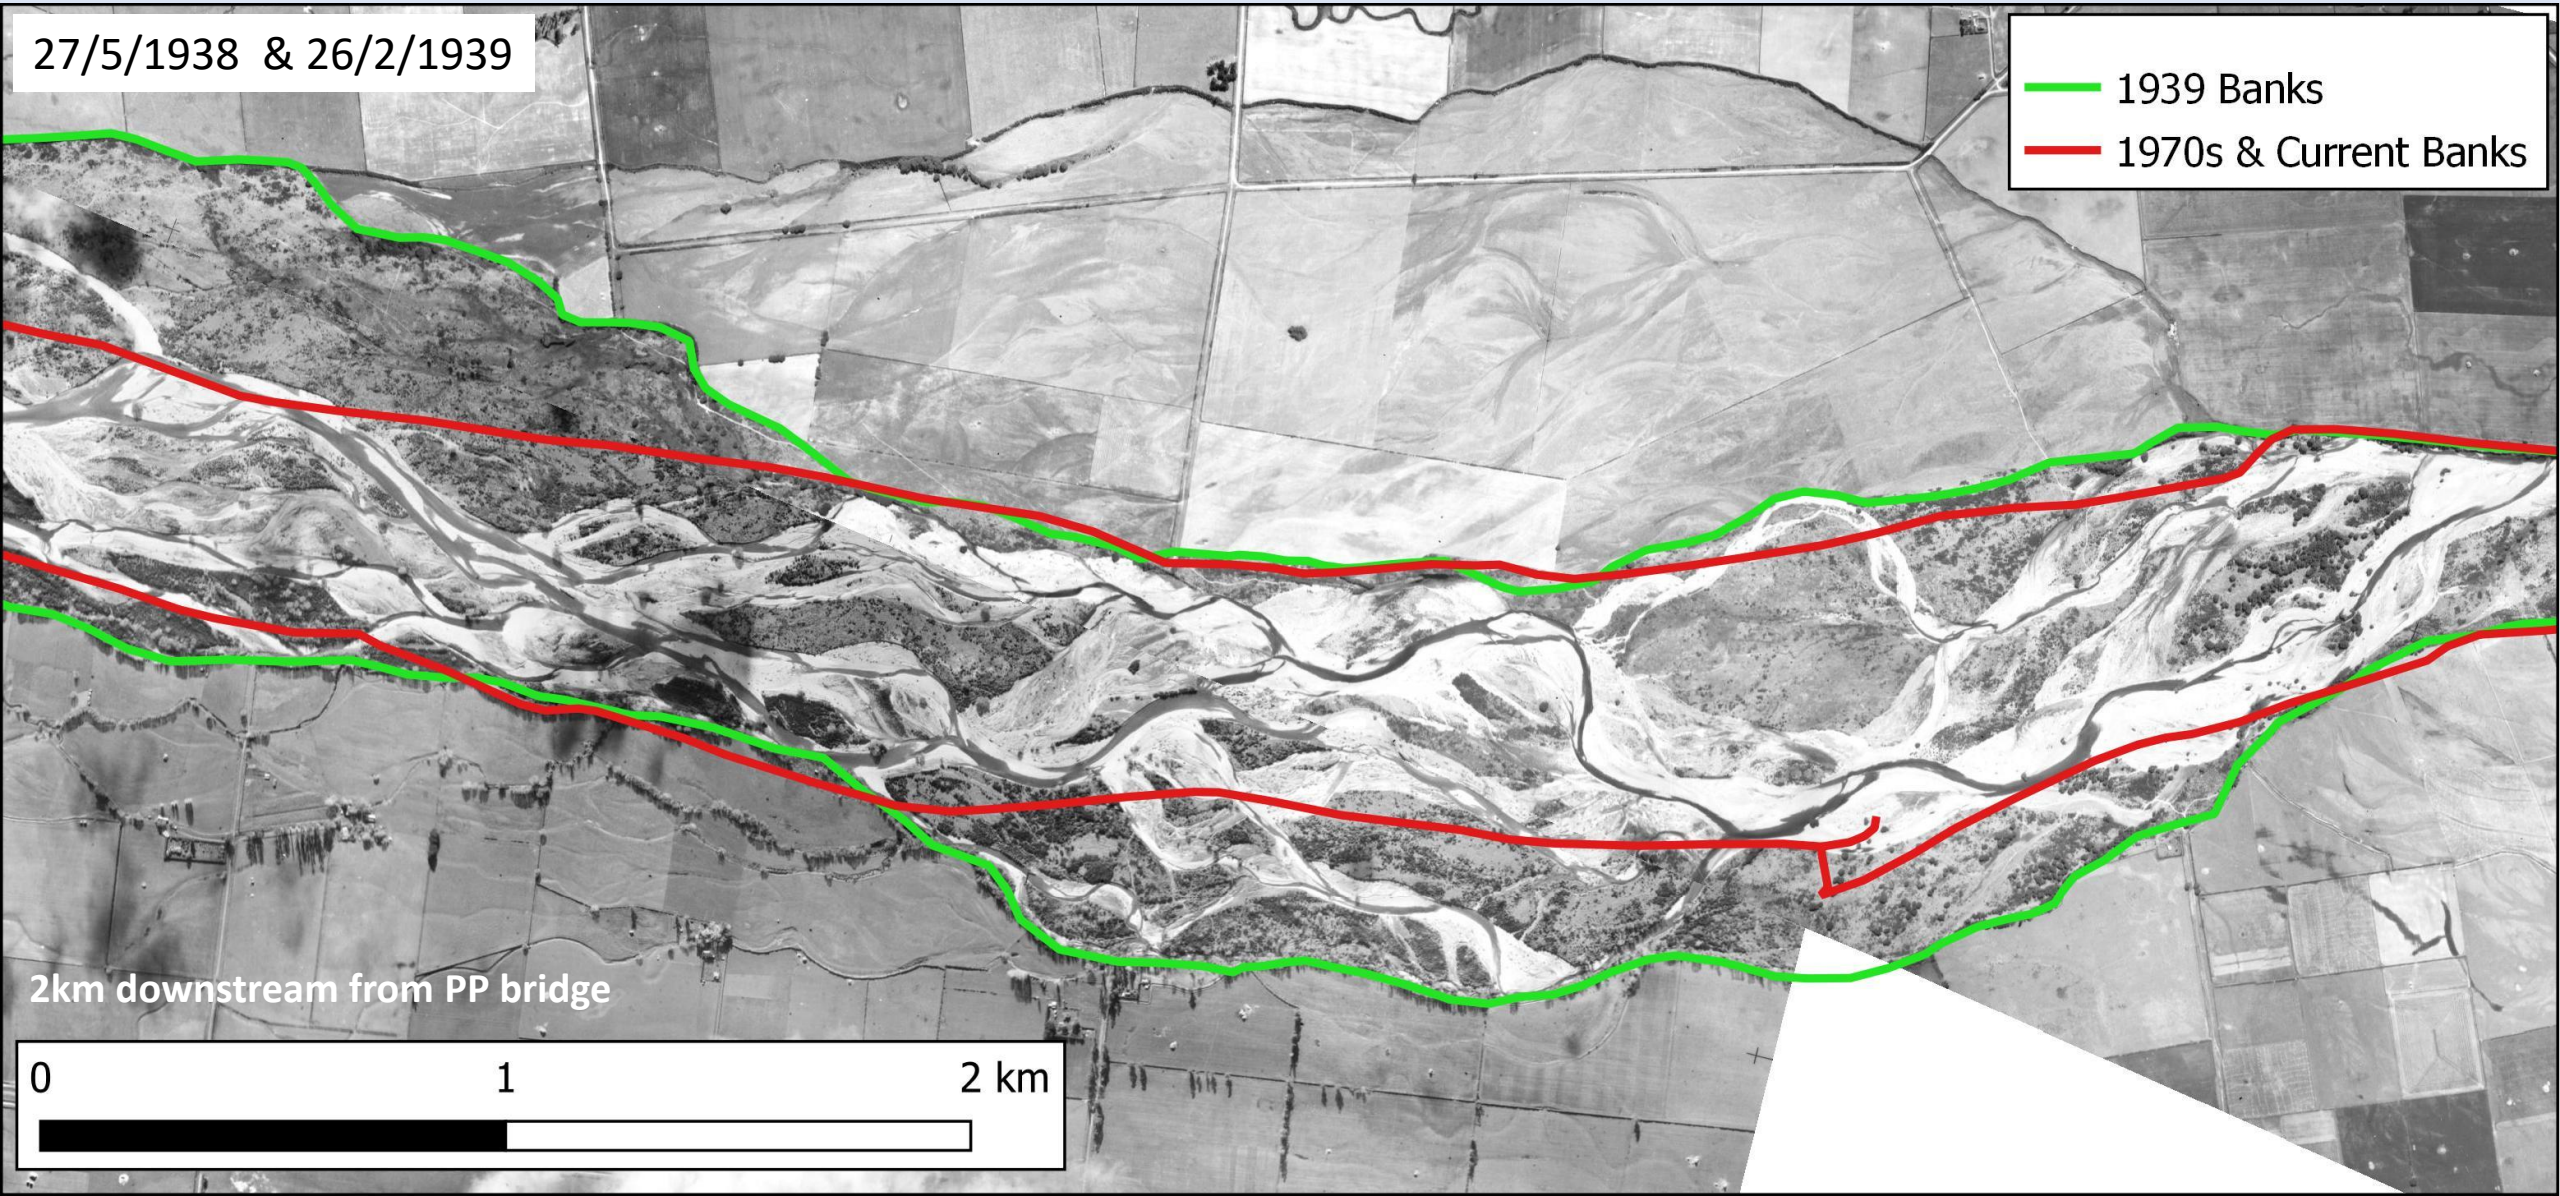 27/5/1938 & 26/2/1939
1939 Banks
1970s & Current Banks
2km downstream from PP bridge
0 1 2 km